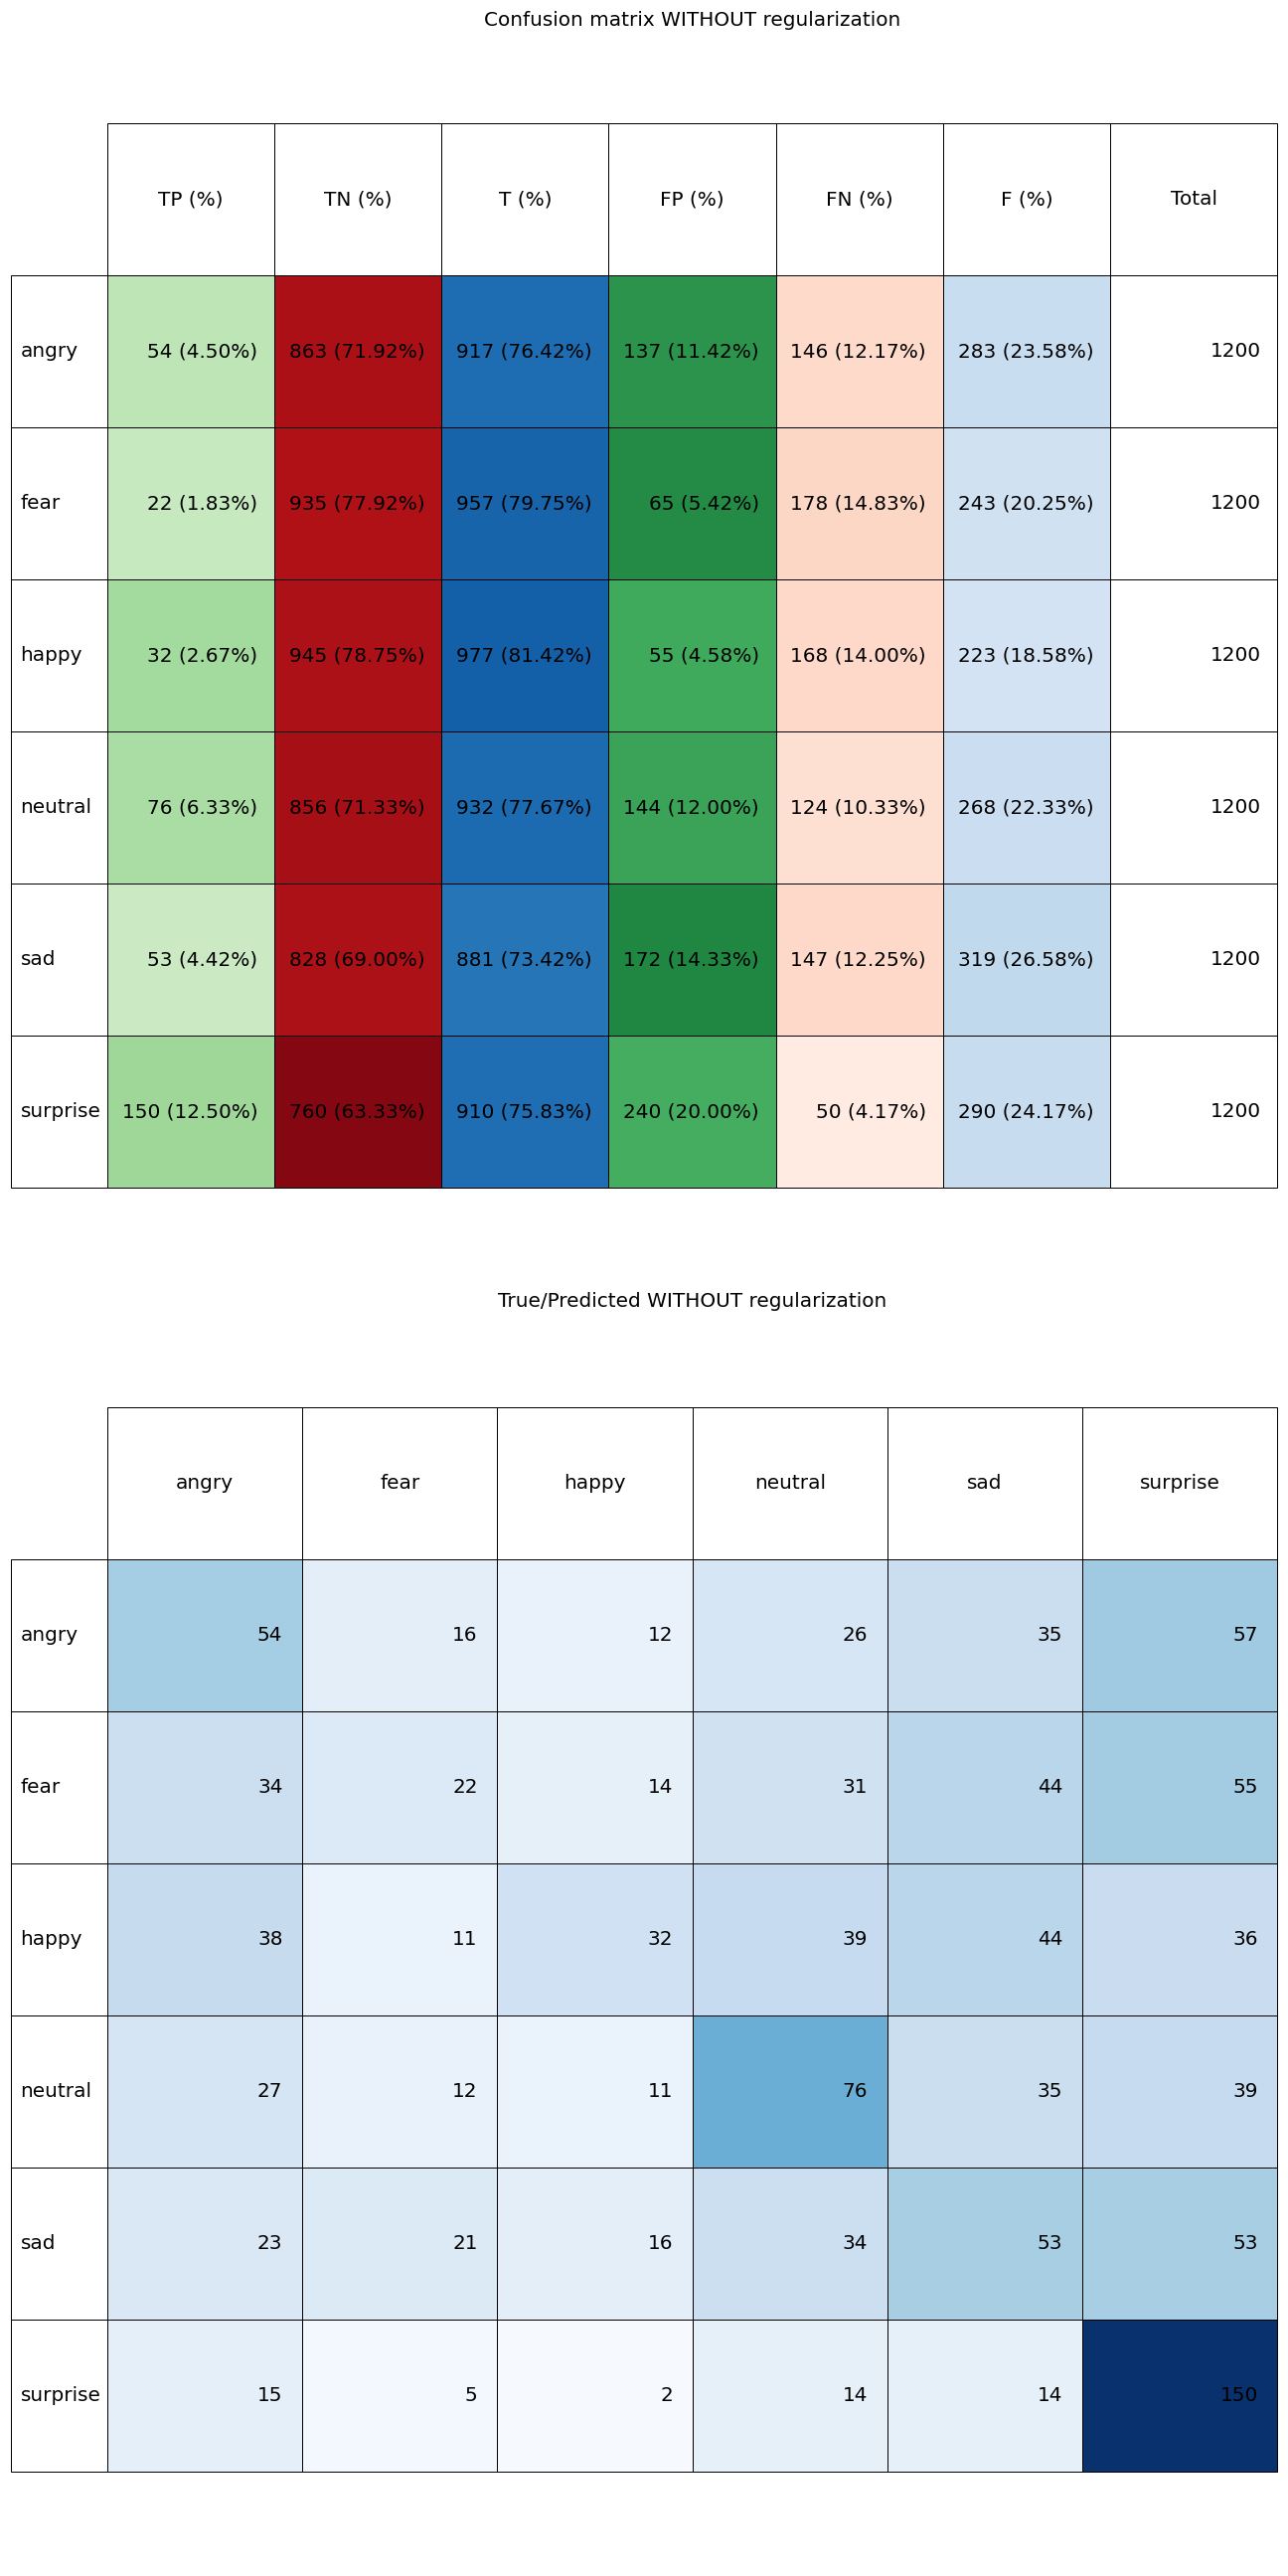 Confusion matrix WITHOUT regularization
TP (%) TN (%) T (%) FP (%) FN (%) F (%) Total
angry 54 (4.50%) 863 (71.92%) 917 (76.42%) 137 (11.42%) 146 (12.17%) 283 (23.58%) 1200
fear 22 (1.83%) 935 (77.92%) 957 (79.75%) 65 (5.42%) 178 (14.83%) 243 (20.25%) 1200
happy 32 (2.67%) 945 (78.75%) 977 (81.42%) 55 (4.58%) 168 (14.00%) 223 (18.58%) 1200
neutral 76 (6.33%) 856 (71.33%) 932 (77.67%) 144 (12.00%) 124 (10.33%) 268 (22.33%) 1200
sad 53 (4.42%) 828 (69.00%) 881 (73.42%) 172 (14.33%) 147 (12.25%) 319 (26.58%) 1200
surprise 150 (12.50%) 760 (63.33%) 910 (75.83%) 240 (20.00%) 50 (4.17%) 290 (24.17%) 1200
True/Predicted WITHOUT regularization
angry fear happy neutral sad surprise
angry 54 16 12 26 35 57
fear 34 22 14 31 44 55
happy 38 11 32 39 44 36
neutral 27 12 11 76 35 39
sad 23 21 16 34 53 53
surprise 15 5 2 14 14 150